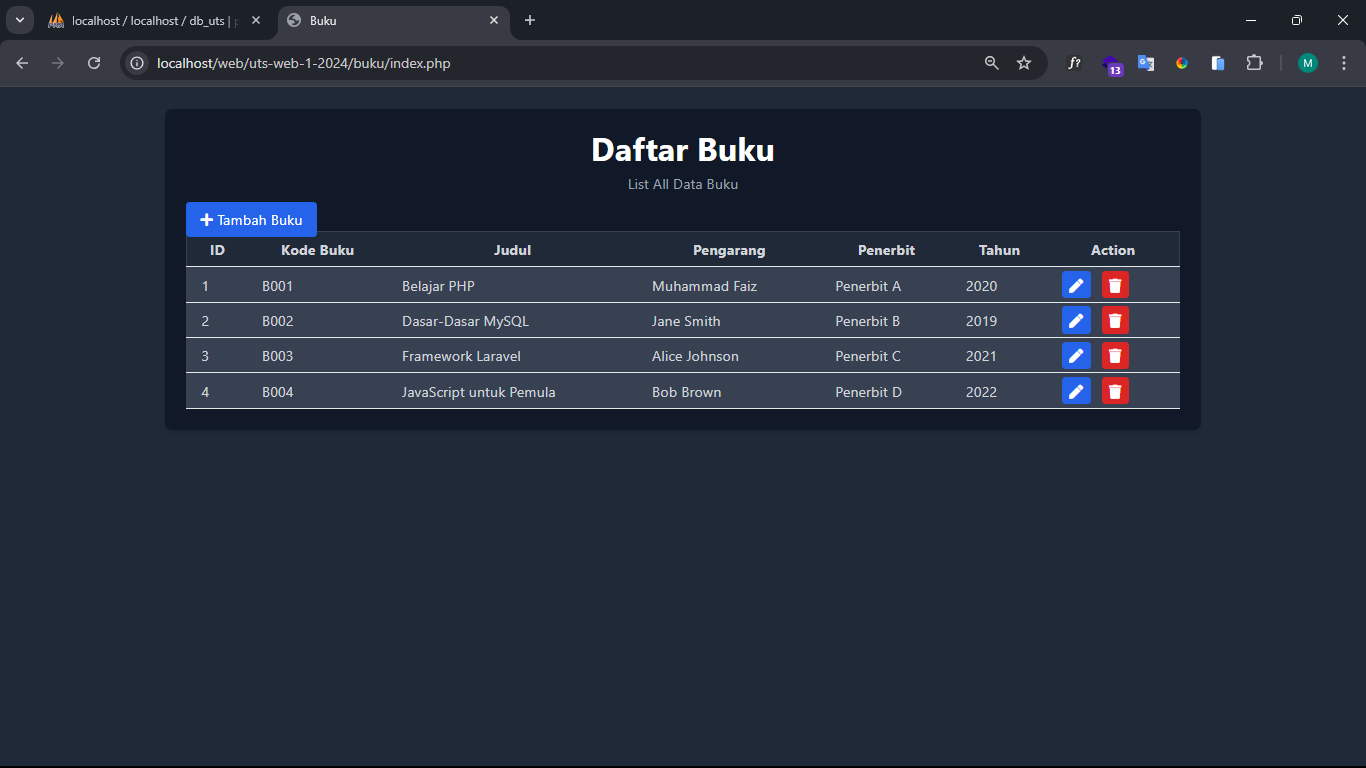 localhost / localhost / db_uts | p
Buku
localhost/web/uts-web-1-2024/buku/index.php
f?
13
M
Daftar Buku
List All Data Buku
Tambah Buku
ID Kode Buku Judul Pengarang Penerbit Tahun Action
1 B001 Belajar PHP Muhammad Faiz Penerbit A 2020
2 B002 Dasar-Dasar MySQL Jane Smith Penerbit B 2019
3 B003 Framework Laravel Alice Johnson Penerbit C 2021
4 B004 JavaScript untuk Pemula Bob Brown Penerbit D 2022